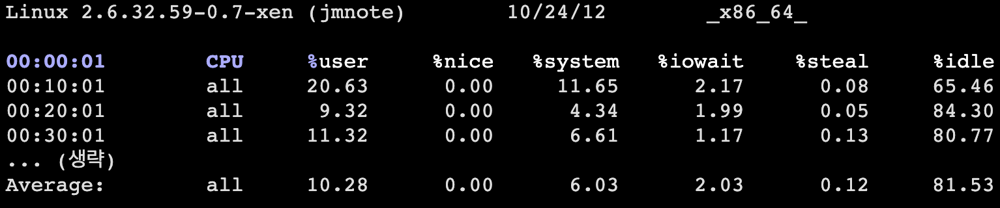 Linux 2.6.32.59-0.7-xen (jmnote) 10/24/12 _x86_64_
00:00:01 CPU %user %nice %system %iowait %steal %idle
00:10:01 all 20.63 0.00 11.65 2.17 0.08 65.46
00:20:01 all 9.32 0.00 4.34 1.99 0.05 84.30
00:30:01 all 11.32 0.00 6.61 1.17 0.13 80.77
... (생략)
Average: all 10.28 0.00 6.03 2.03 0.12 81.53